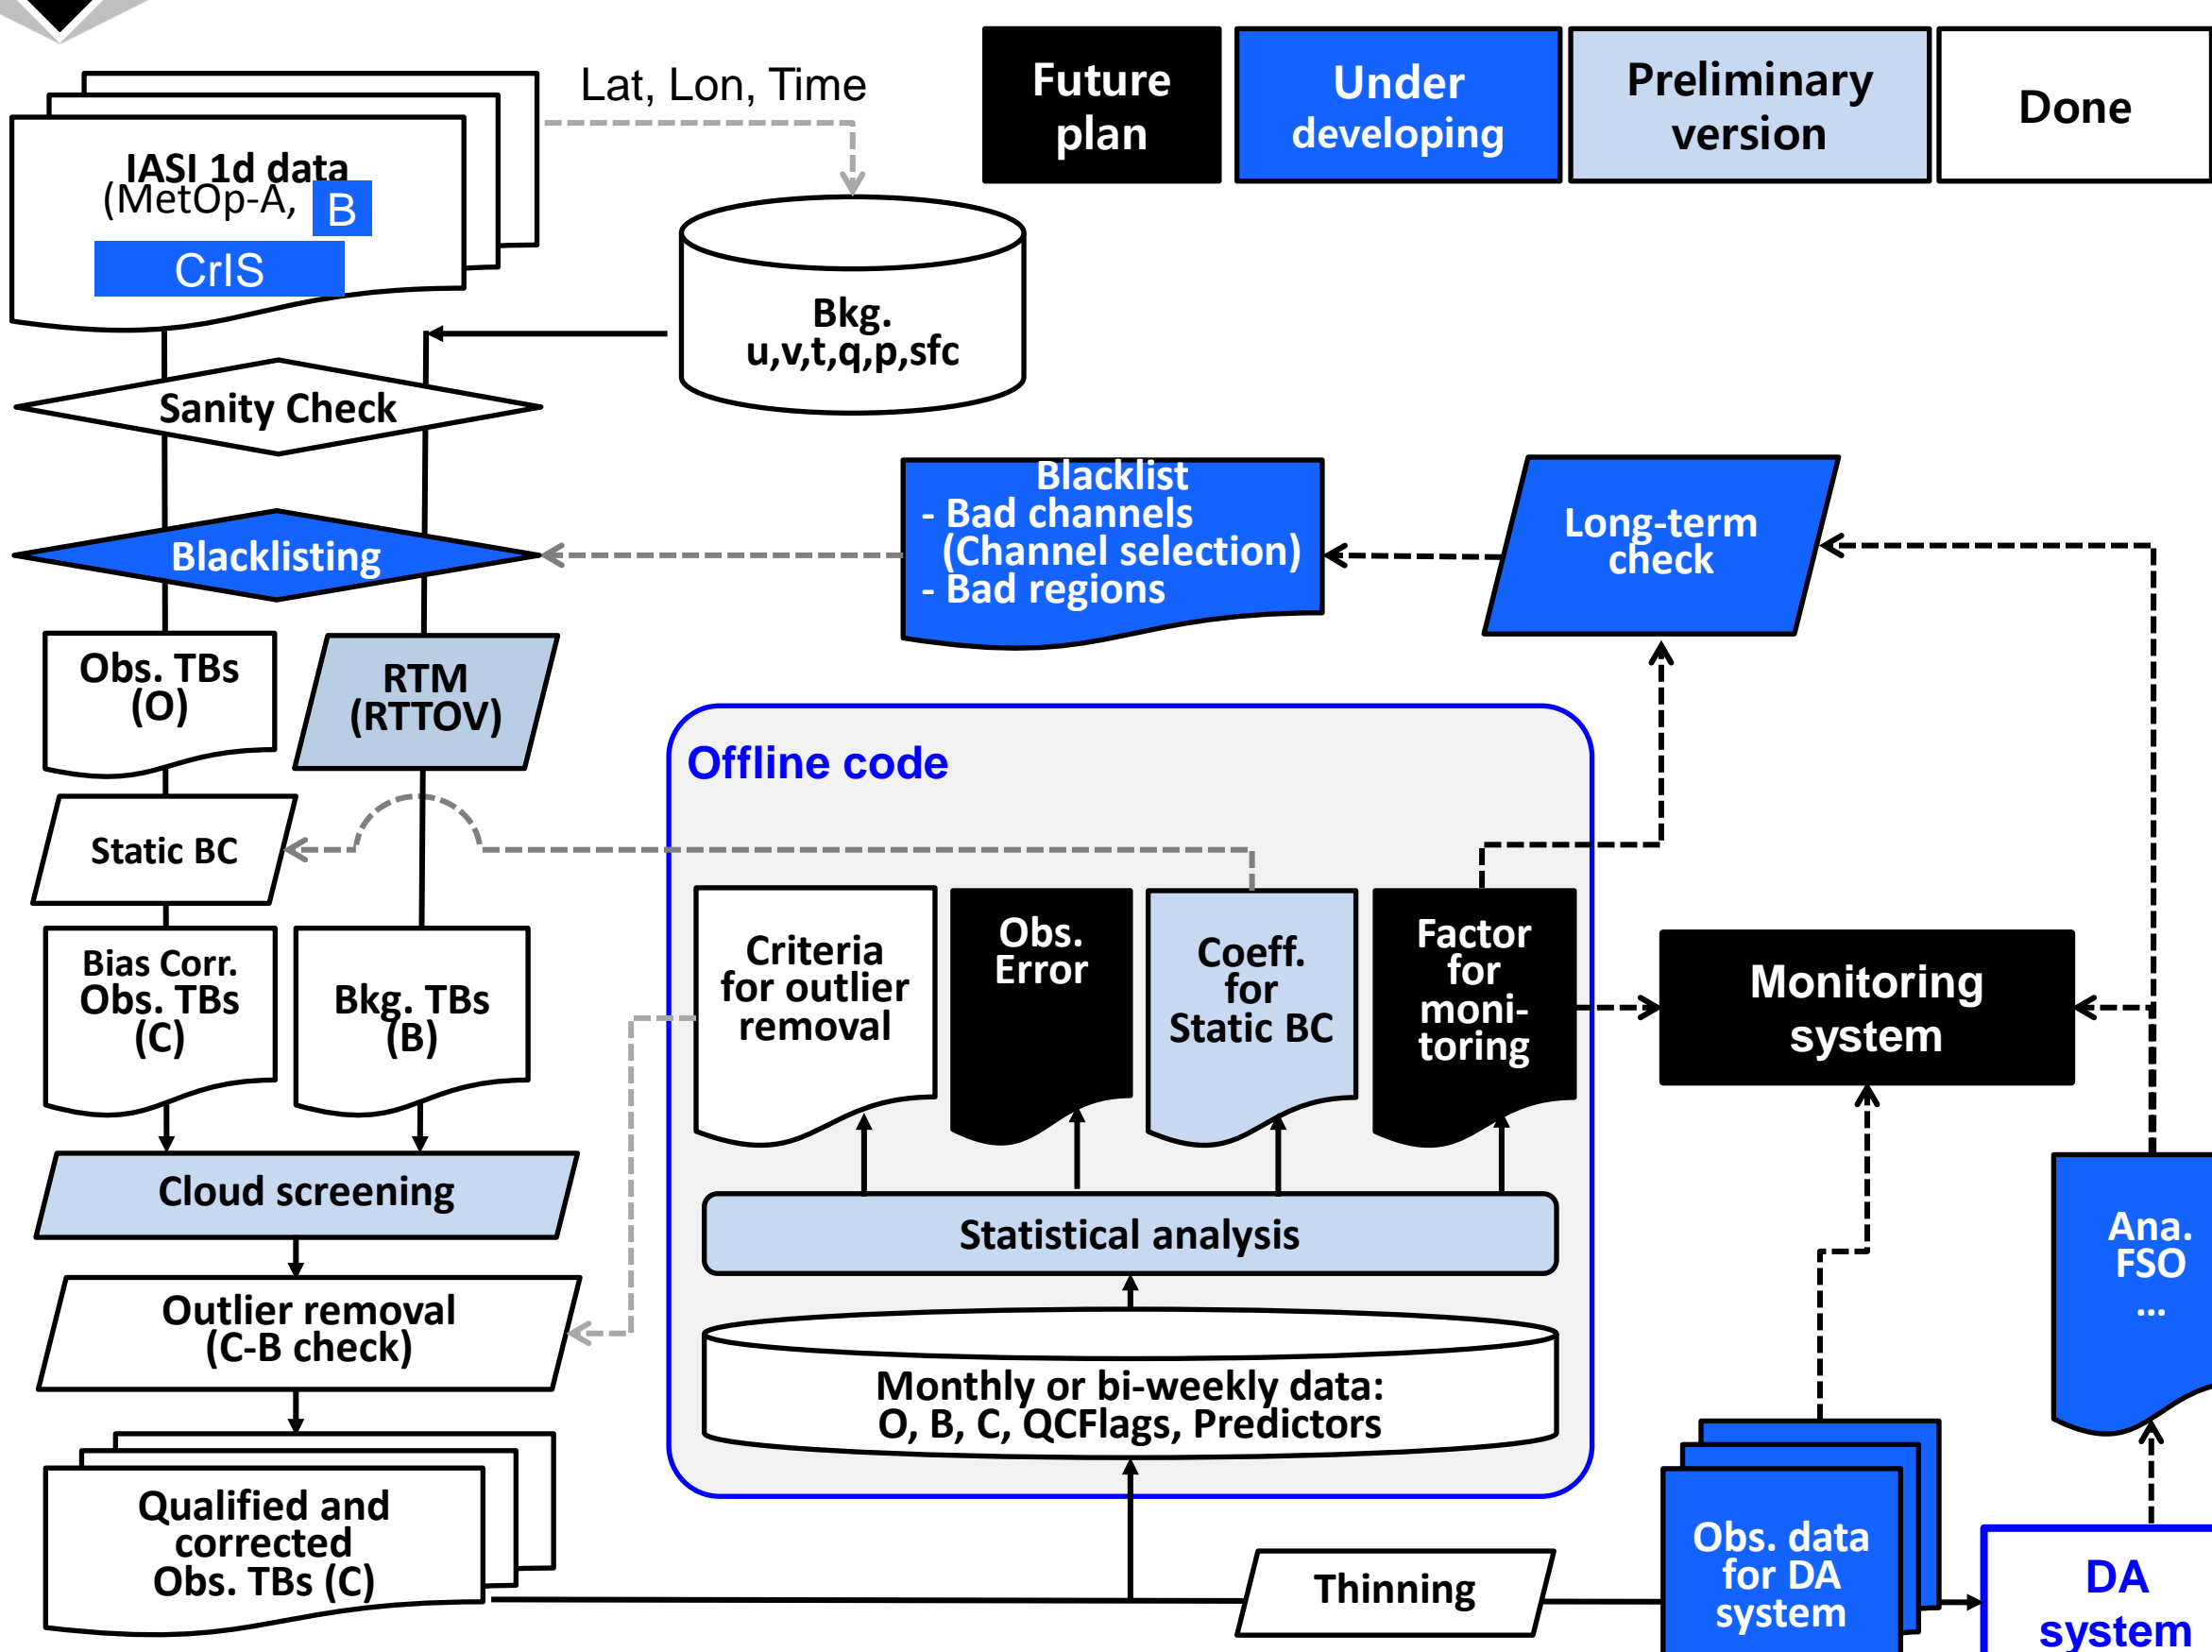 Lat, Lon, Time
Future
plan
Under
developing
Preliminary
version
Done
IASI 1d data
(MetOp-A, B
CrIS
Bkg.
u,v,t,q,p,sfc
Sanity Check
Blacklisting
Blacklist
- Bad channels
(Channel selection)
- Bad regions
Long-term
check
Obs. TBs
(O)
RTM
(RTTOV)
Offline code
Static BC
Criteria
for outlier
removal
Obs.
Error
Coeff.
for
Static BC
Factor
for
moni-
toring
Monitoring
system
Bias Corr.
Obs. TBs
(C)
Bkg. TBs
(B)
Cloud screening
Statistical analysis
Ana.
FSO
...
Outlier removal
(C-B check)
Monthly or bi-weekly data:
O, B, C, QCFlags, Predictors
Qualified and
corrected
Obs. TBs (C)
Thinning
Obs. data
for DA
system
DA
system